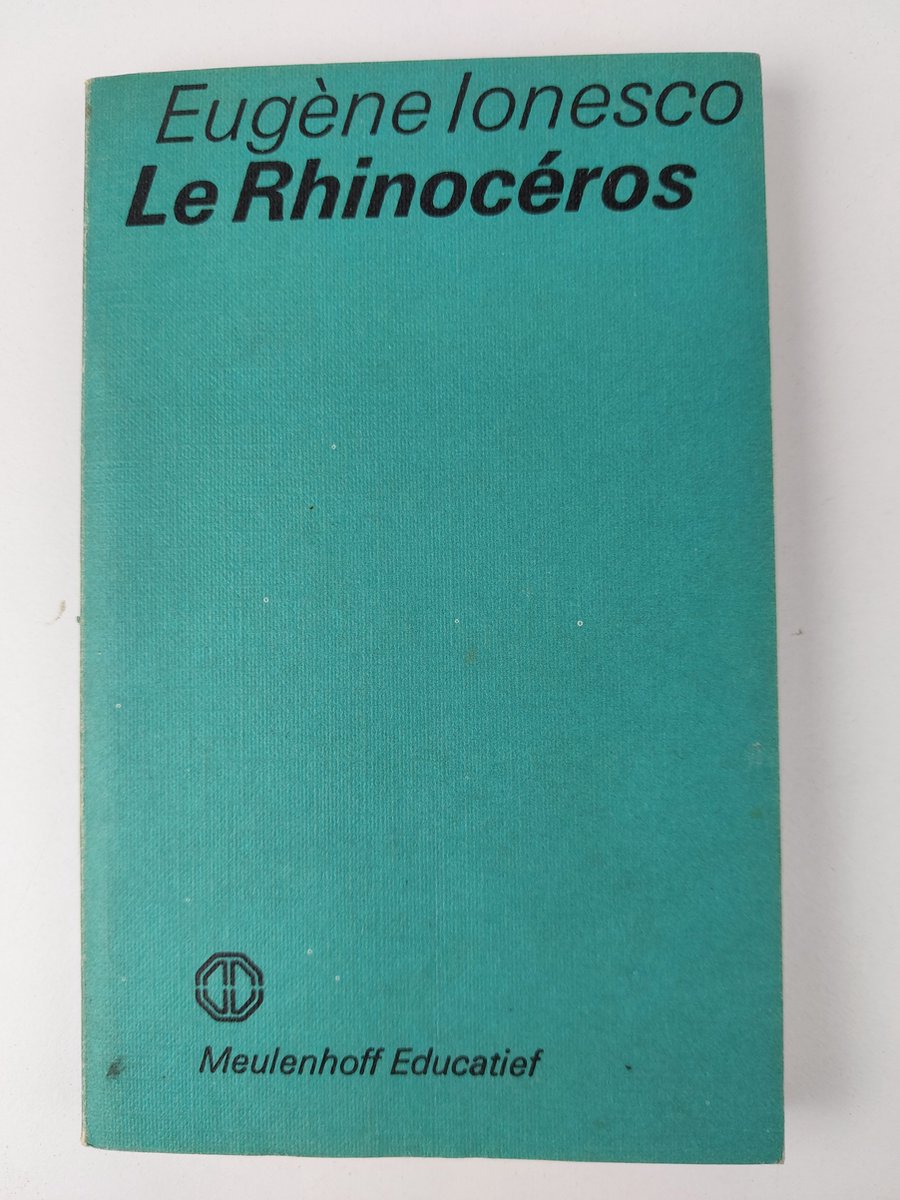 Eugène Ionesco
Le Rhinocéros
Meulenhoff Educatief